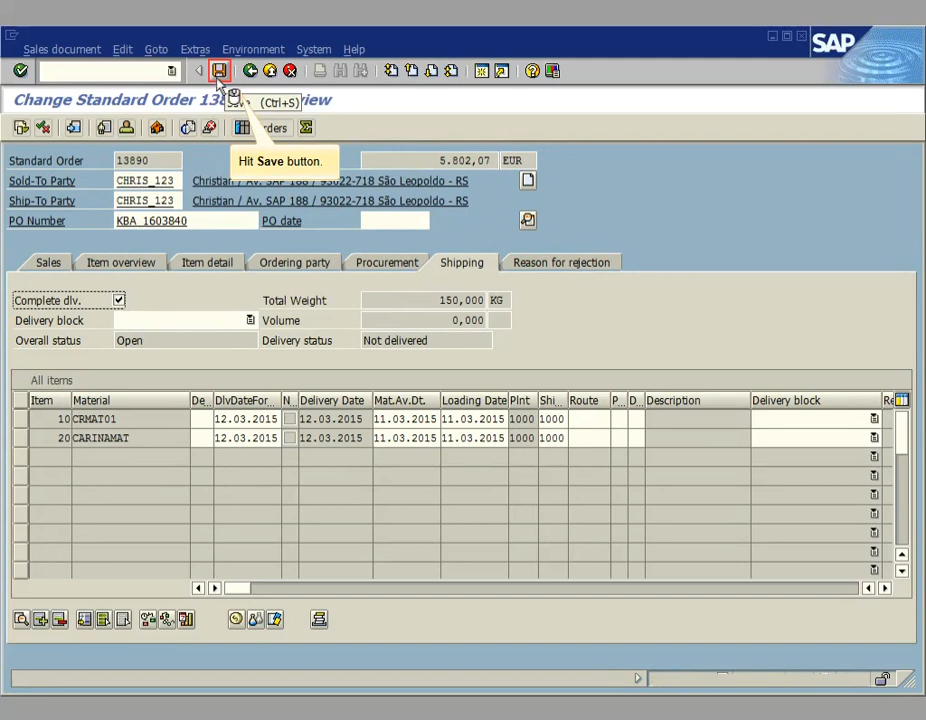 Sales document Edit Goto Extras Environment System Help
SAP
Change Standard Order 138 view
Save (Ctrl+S)
Orders
Hit Save button.
Standard Order 13890 5.802,07 EUR
Sold-To Party CHRIS_123 Christian / Av. SAP 188 / 93022-718 São Leopoldo - RS
Ship-To Party CHRIS_123 Christian / Av. SAP 188 / 93022-718 São Leopoldo - RS
PO Number KBA_1603840 PO date
Sales Item overview Item detail Ordering party Procurement Shipping Reason for rejection
Complete dlv. Total Weight 150,000 KG
Delivery block Volume 0,000
Overall status Open Delivery status Not delivered
All items
Item Material De... DlvDateFor... N... Delivery Date Mat.Av.Dt. Loading Date Plnt Shi... Route P... D... Description Delivery block Re
10 CRMAT01 12.03.2015 12.03.2015 11.03.2015 11.03.2015 1000 1000
20 CARINAMAT 12.03.2015 12.03.2015 11.03.2015 11.03.2015 1000 1000